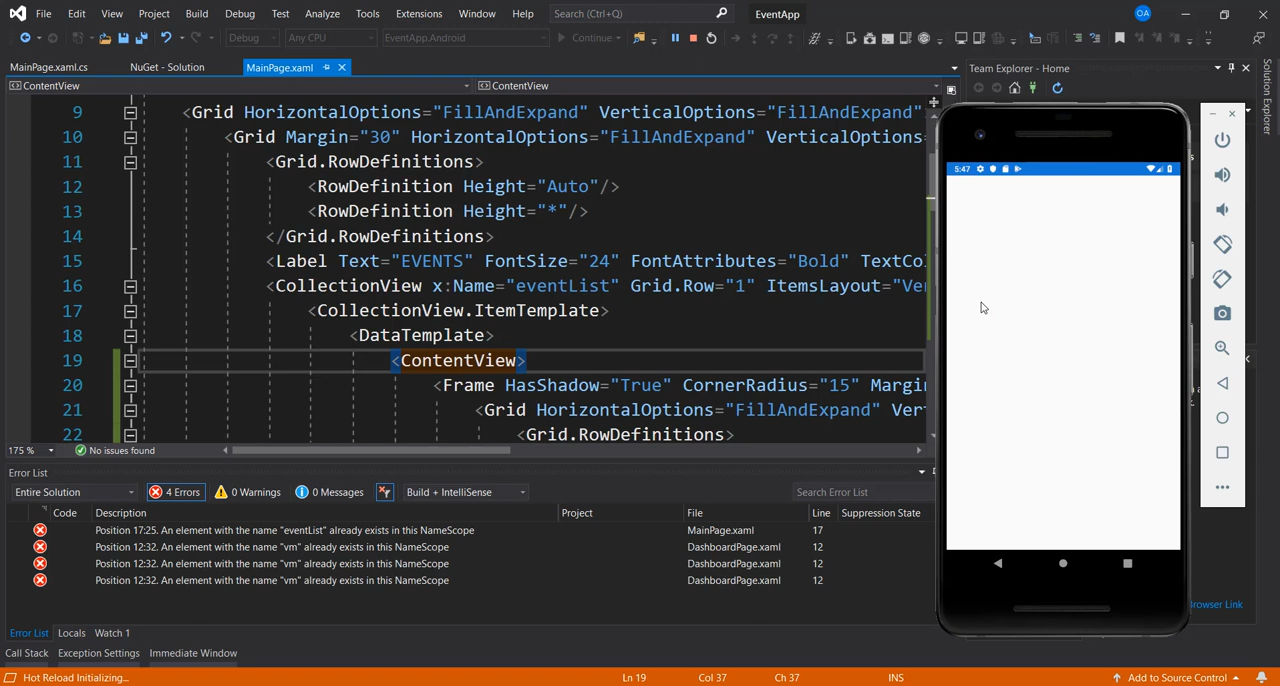 File Edit View Project Build Debug Test Analyze Tools Extensions Window Help Search (Ctrl+Q) EventApp OA
Debug Any CPU EventApp.Android Continue
MainPage.xaml.cs NuGet - Solution MainPage.xaml Team Explorer - Home Solution Explorer
ContentView ContentView
9 <Grid HorizontalOptions="FillAndExpand" VerticalOptions="FillAndExpand"
10 <Grid Margin="30" HorizontalOptions="FillAndExpand" VerticalOptions
11 <Grid.RowDefinitions>
12 <RowDefinition Height="Auto"/>
13 <RowDefinition Height="*"/>
14 </Grid.RowDefinitions>
15 <Label Text="EVENTS" FontSize="24" FontAttributes="Bold" TextCol
16 <CollectionView x:Name="eventList" Grid.Row="1" ItemsLayout="Ver
17 <CollectionView.ItemTemplate>
18 <DataTemplate>
19 <ContentView>
20 <Frame HasShadow="True" CornerRadius="15" Margin
21 <Grid HorizontalOptions="FillAndExpand" Vert
22 <Grid.RowDefinitions>
175 % No issues found
5:47
Error List
Entire Solution 4 Errors 0 Warnings 0 Messages Build + IntelliSense Search Error List
Code Description Project File Line Suppression State
Position 17:25. An element with the name "eventList" already exists in this NameScope MainPage.xaml 17
Position 12:32. An element with the name "vm" already exists in this NameScope DashboardPage.xaml 12
Position 12:32. An element with the name "vm" already exists in this NameScope DashboardPage.xaml 12
Position 12:32. An element with the name "vm" already exists in this NameScope DashboardPage.xaml 12
Browser Link
Error List Locals Watch 1
Call Stack Exception Settings Immediate Window
Hot Reload Initializing... Ln 19 Col 37 Ch 37 INS Add to Source Control